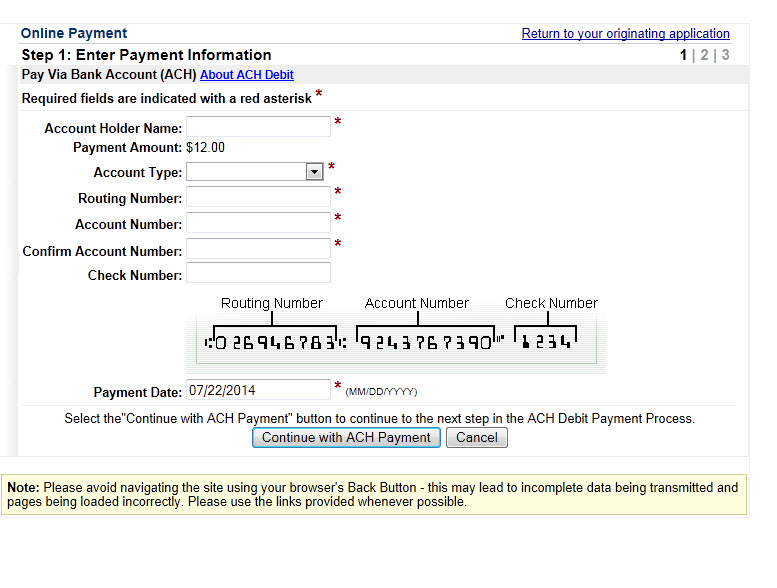 Online Payment
Return to your originating application
Step 1: Enter Payment Information
1 | 2 | 3
Pay Via Bank Account (ACH) About ACH Debit
Required fields are indicated with a red asterisk *
Account Holder Name: *
Payment Amount: $12.00
Account Type: *
Routing Number: *
Account Number: *
Confirm Account Number: *
Check Number:
Routing Number Account Number Check Number
⑆026946783⑆ 9243767390⑈ 1234
Payment Date: 07/22/2014 * (MM/DD/YYYY)
Select the"Continue with ACH Payment" button to continue to the next step in the ACH Debit Payment Process.
Continue with ACH Payment Cancel
Note: Please avoid navigating the site using your browser's Back Button - this may lead to incomplete data being transmitted and
pages being loaded incorrectly. Please use the links provided whenever possible.